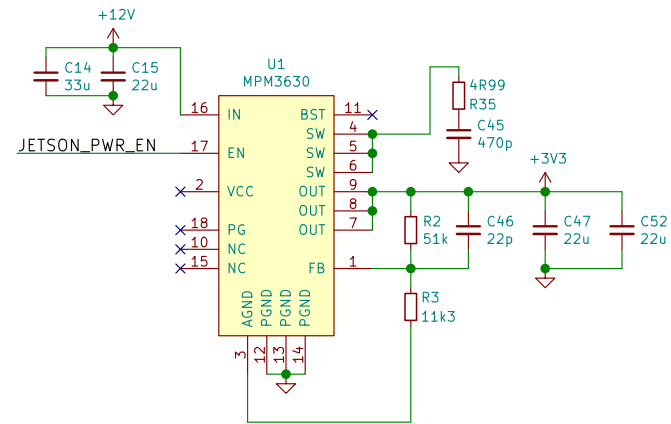 +12V
C14
33u
C15
22u
U1
MPM3630
4R99
R35
C45
470p
16
IN
BST
11
SW
4
JETSON_PWR_EN
17
EN
SW
5
SW
6
+3V3
2
VCC
OUT
9
OUT
8
18
PG
OUT
7
R2
51k
C46
22p
C47
22u
C52
22u
10
NC
15
NC
FB
1
R3
11k3
AGND
PGND
PGND
PGND
3
12
13
14